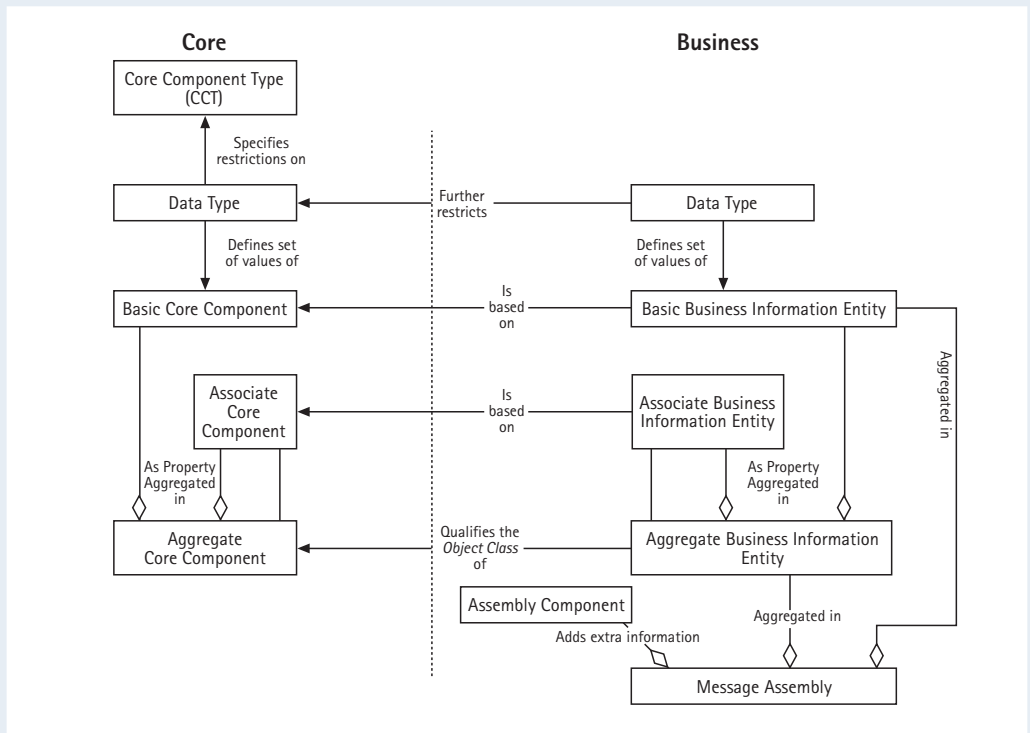 Core
Business
Core Component Type
(CCT)
Specifies
restrictions on
Data Type
Further
restricts
Data Type
Defines set
of values of
Defines set
of values of
Basic Core Component
Is
based
on
Basic Business Information Entity
Aggregated in
Associate
Core
Component
Is
based
on
Associate Business
Information Entity
As Property
Aggregated
in
As Property
Aggregated
in
Aggregate
Core Component
Qualifies the
Object Class
of
Aggregate Business Information
Entity
Assembly Component
Aggregated in
Adds extra information
Message Assembly